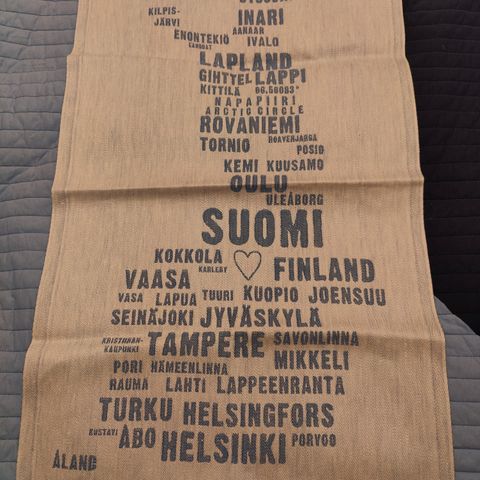 KILPIS- INARI
JÄRVI AANAAR
ENONTEKIÖ IVALO
LAPLAND
GIHTTEL LAPPI
KITTILÄ 66,56083°
NAPAPIIRI
ARCTIC CIRCLE
ROVANIEMI
ROAVENJARGA
TORNIO POSIO
KEMI KUUSAMO
OULU
ULEÅBORG
SUOMI
KOKKOLA
KARLEBY FINLAND
VAASA
VASA LAPUA TUURI KUOPIO JOENSUU
SEINÄJOKI JYVÄSKYLÄ
KRISTIINAN- TAMPERE SAVONLINNA
KAUPUNKI MIKKELI
PORI HÄMEENLINNA
RAUMA LAHTI LAPPEENRANTA
TURKU HELSINGFORS
KUSTAVI ÅBO HELSINKI PORVOO
ÅLAND